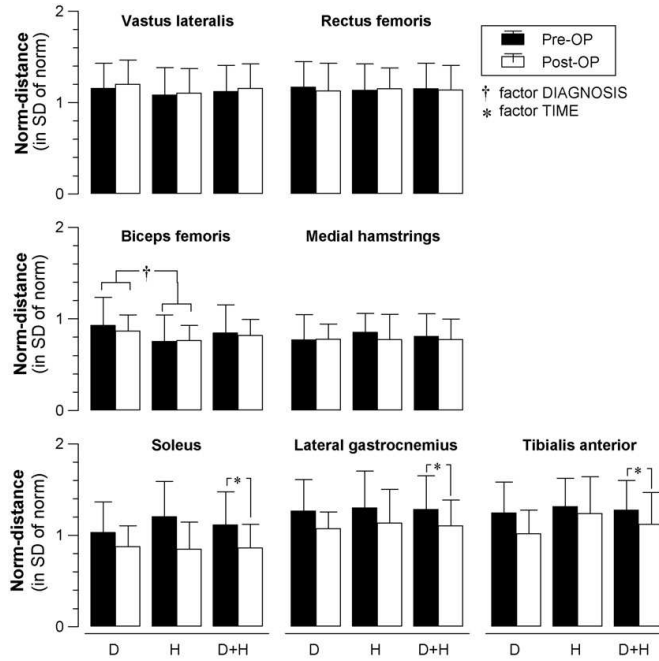 Vastus lateralis
Rectus femoris
Norm-distance
(in SD of norm)
2
1
0
Pre-OP
Post-OP
† factor DIAGNOSIS
* factor TIME
Biceps femoris
Medial hamstrings
Norm-distance
(in SD of norm)
2
1
0
†
Soleus
Lateral gastrocnemius
Tibialis anterior
Norm-distance
(in SD of norm)
2
1
0
*
*
*
D H D+H
D H D+H
D H D+H